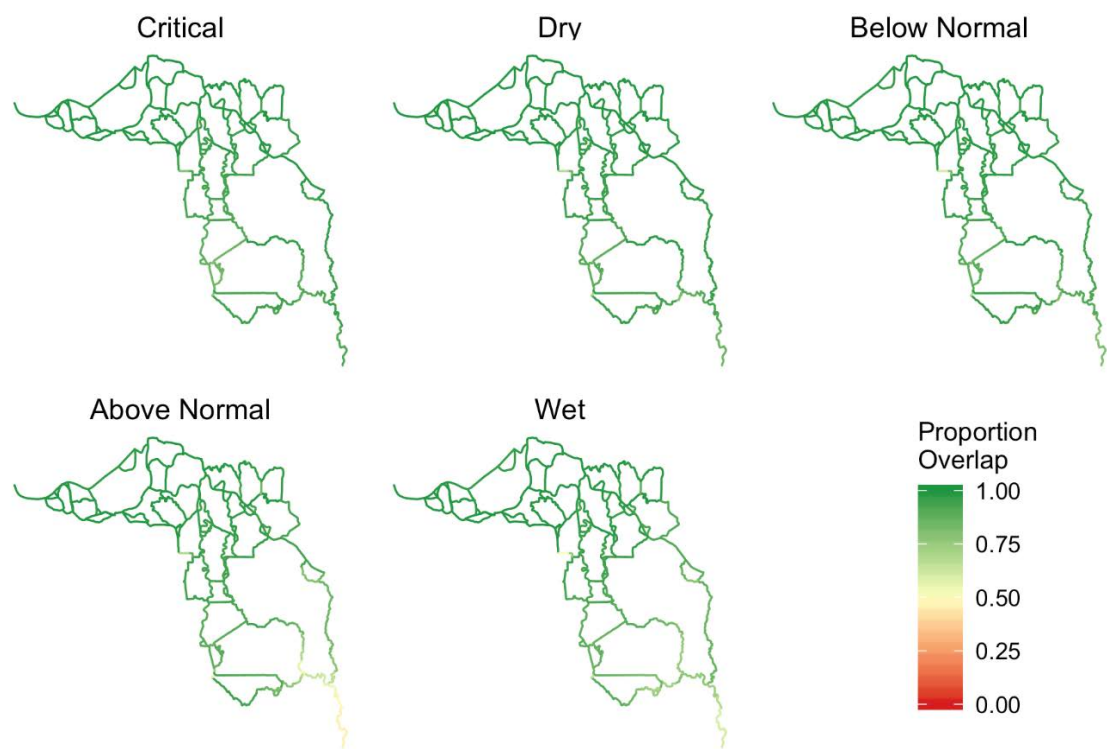 Critical
Dry
Below Normal
Above Normal
Wet
Proportion
Overlap
1.00
0.75
0.50
0.25
0.00